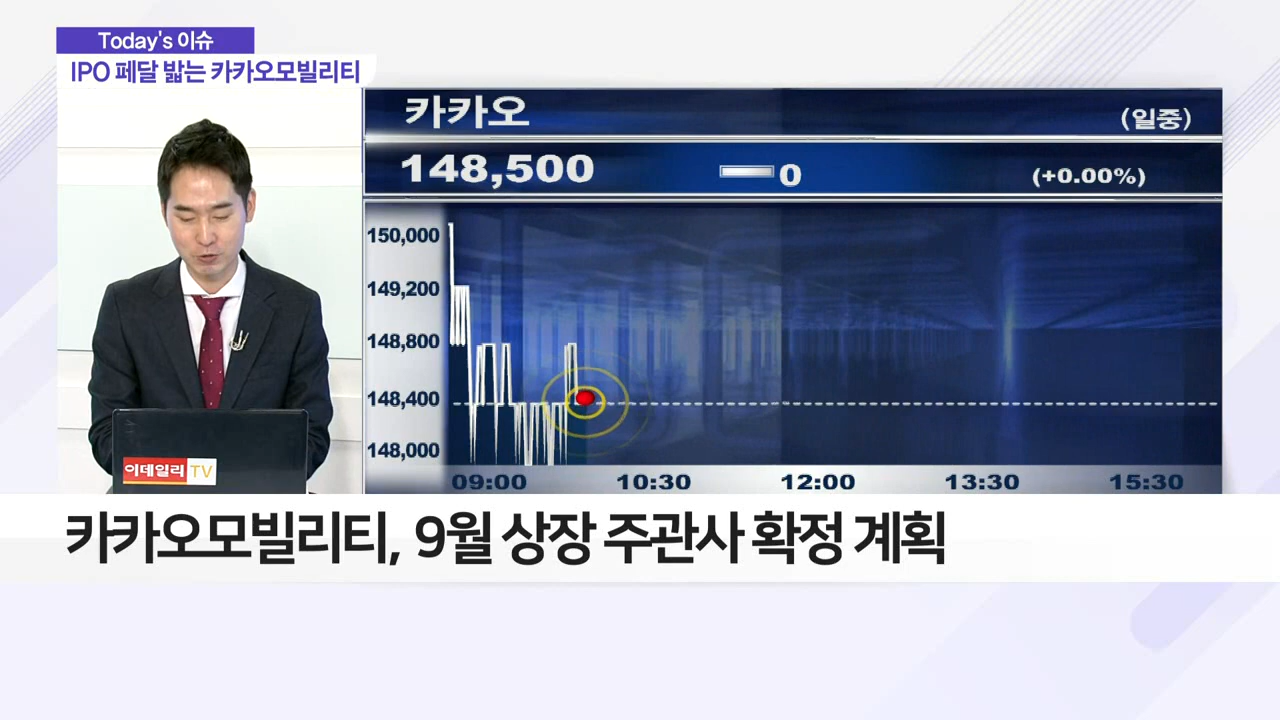 Today's 이슈
IPO 페달 밟는 카카오모빌리티
카카오
(일중)
148,500
0
(+0.00%)
150,000
149,200
148,800
148,400
148,000
09:00 10:30 12:00 13:30 15:30
이데일리 TV
카카오모빌리티, 9월 상장 주관사 확정 계획